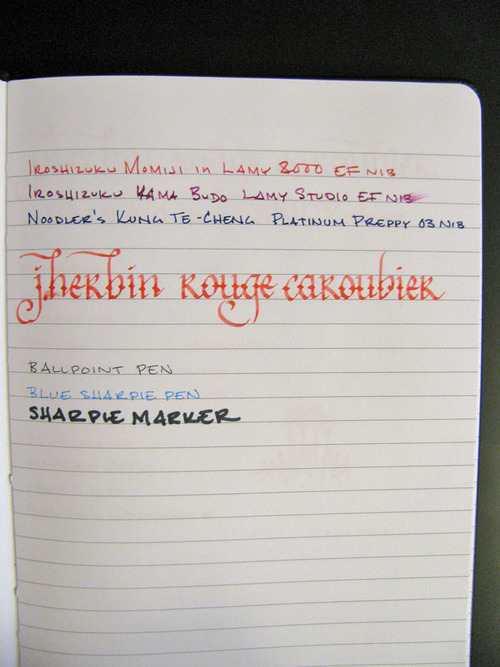 IROSHIZUKU MOMIJI in LAMY 2000 EF NIB
IROSHIZUKU YAMA BUDO LAMY STUDIO EF NIB
NOODLER'S KUNG TE-CHENG PLATINUM PREPPY 03 NIB
j.herbin rouge caroubier
BALLPOINT PEN
BLUE SHARPIE PEN
SHARPIE MARKER